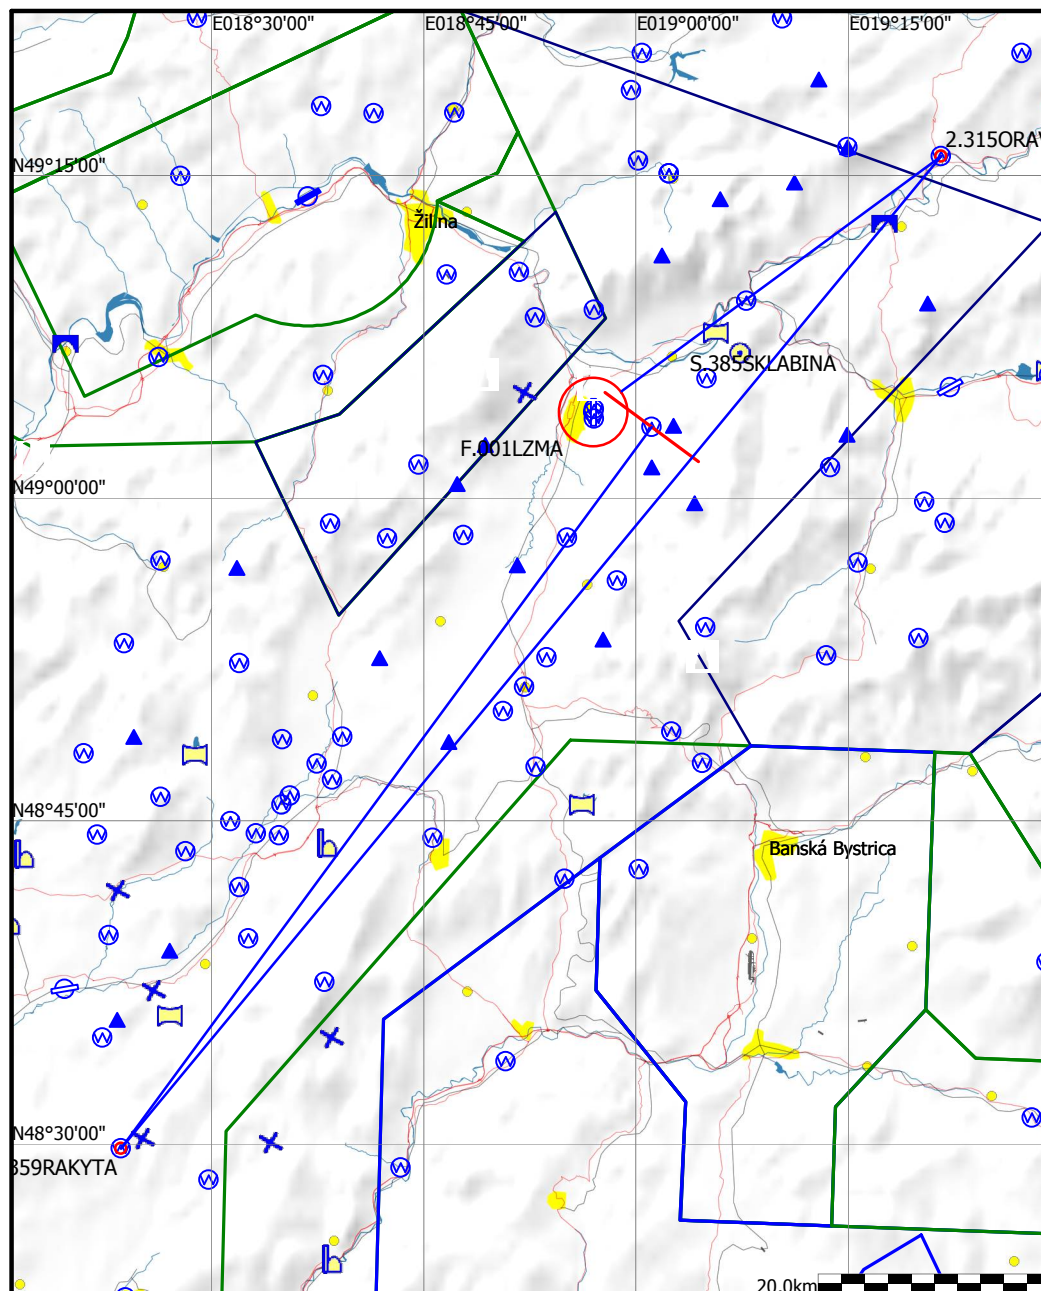 E018°30'00"
E018°45'00"
E019°00'00"
E019°15'00"
2.315ORAV
N49°15'00"
Žilina
S.385SKLABINA
F.001LZMA
N49°00'00"
N48°45'00"
Banská Bystrica
N48°30'00"
359RAKYTA
20.0km